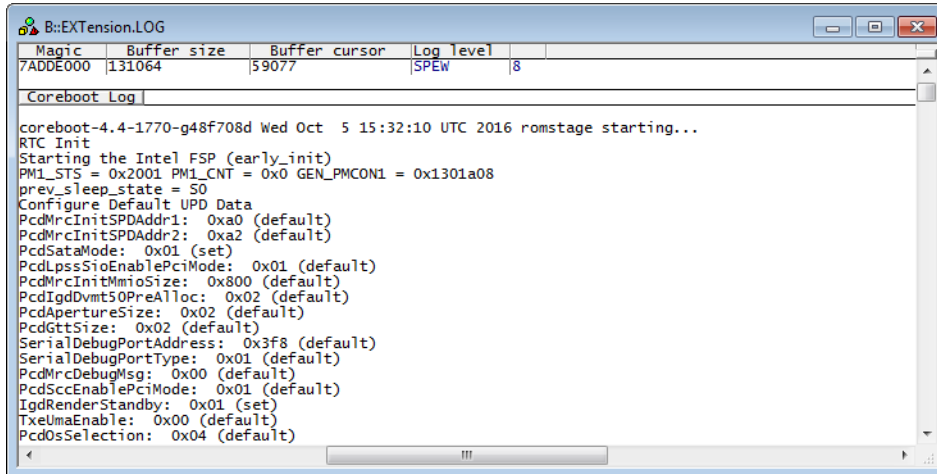 B::EXTension.LOG
Magic Buffer size Buffer cursor Log level
7ADDE000 131064 59077 SPEW 8
Coreboot Log
coreboot-4.4-1770-g48f708d Wed Oct  5 15:32:10 UTC 2016 romstage starting...
RTC Init
Starting the Intel FSP (early_init)
PM1_STS = 0x2001 PM1_CNT = 0x0 GEN_PMCON1 = 0x1301a08
prev_sleep_state = S0
Configure Default UPD Data
PcdMrcInitSPDAddr1:  0xa0 (default)
PcdMrcInitSPDAddr2:  0xa2 (default)
PcdSataMode:  0x01 (set)
PcdLpssSioEnablePciMode:  0x01 (default)
PcdMrcInitMmioSize:  0x800 (default)
PcdIgdDvmt50PreAlloc:  0x02 (default)
PcdApertureSize:  0x02 (default)
PcdGttSize:  0x02 (default)
SerialDebugPortAddress:  0x3f8 (default)
SerialDebugPortType:  0x01 (default)
PcdMrcDebugMsg:  0x00 (default)
PcdSccEnablePciMode:  0x01 (default)
IgdRenderStandby:  0x01 (set)
TxeUmaEnable:  0x00 (default)
PcdOsSelection:  0x04 (default)